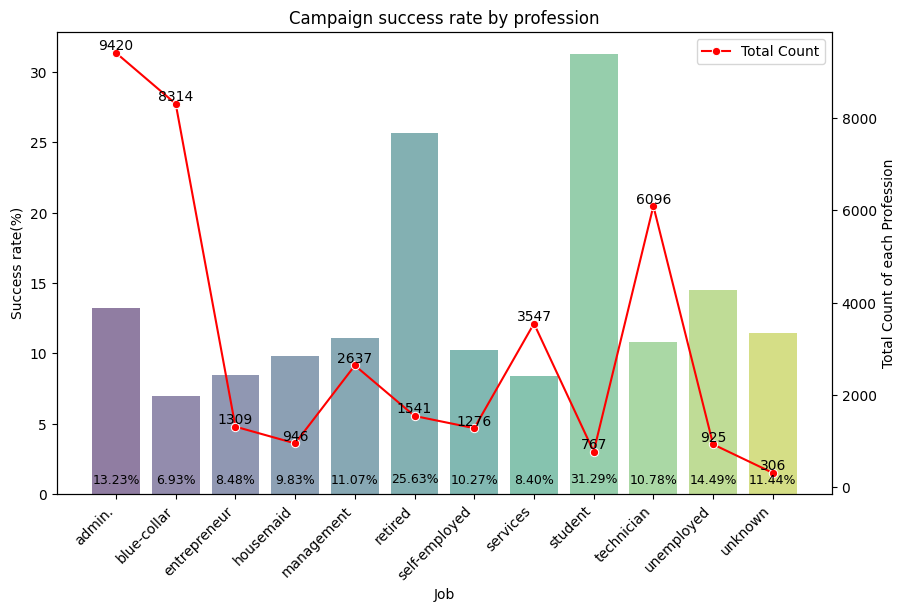 Campaign success rate by profession
Total Count
9420
8314
1309
946
2637
1541
1276
3547
767
6096
925
306
13.23%
6.93%
8.48%
9.83%
11.07%
25.63%
10.27%
8.40%
31.29%
10.78%
14.49%
11.44%
30
25
20
15
10
5
0
Success rate(%)
8000
6000
4000
2000
0
Total Count of each Profession
admin.
blue-collar
entrepreneur
housemaid
management
retired
self-employed
services
student
technician
unemployed
unknown
Job